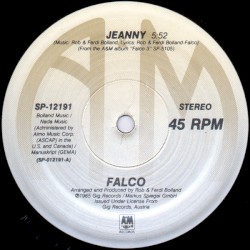 JEANNY 5:52
(Music: Rob & Ferdi Bolland/Lyrics: Rob & Ferdi Bolland-Falco)
(From the A&M album "Falco 3" SP-5105)
SP-12191
STEREO
Bolland Music/
Nada Music
(Administered by
Almo Music Corp.
(ASCAP) in the
U.S. and Canada)/
Manuskript (GEMA)
45 RPM
(SP-012191-A)
FALCO
Arranged and Produced by Rob & Ferdi Bolland
℗1985 Gig Records / Markus Spiegel GmbH
Issued Under License From
Gig Records, Austria
A&M